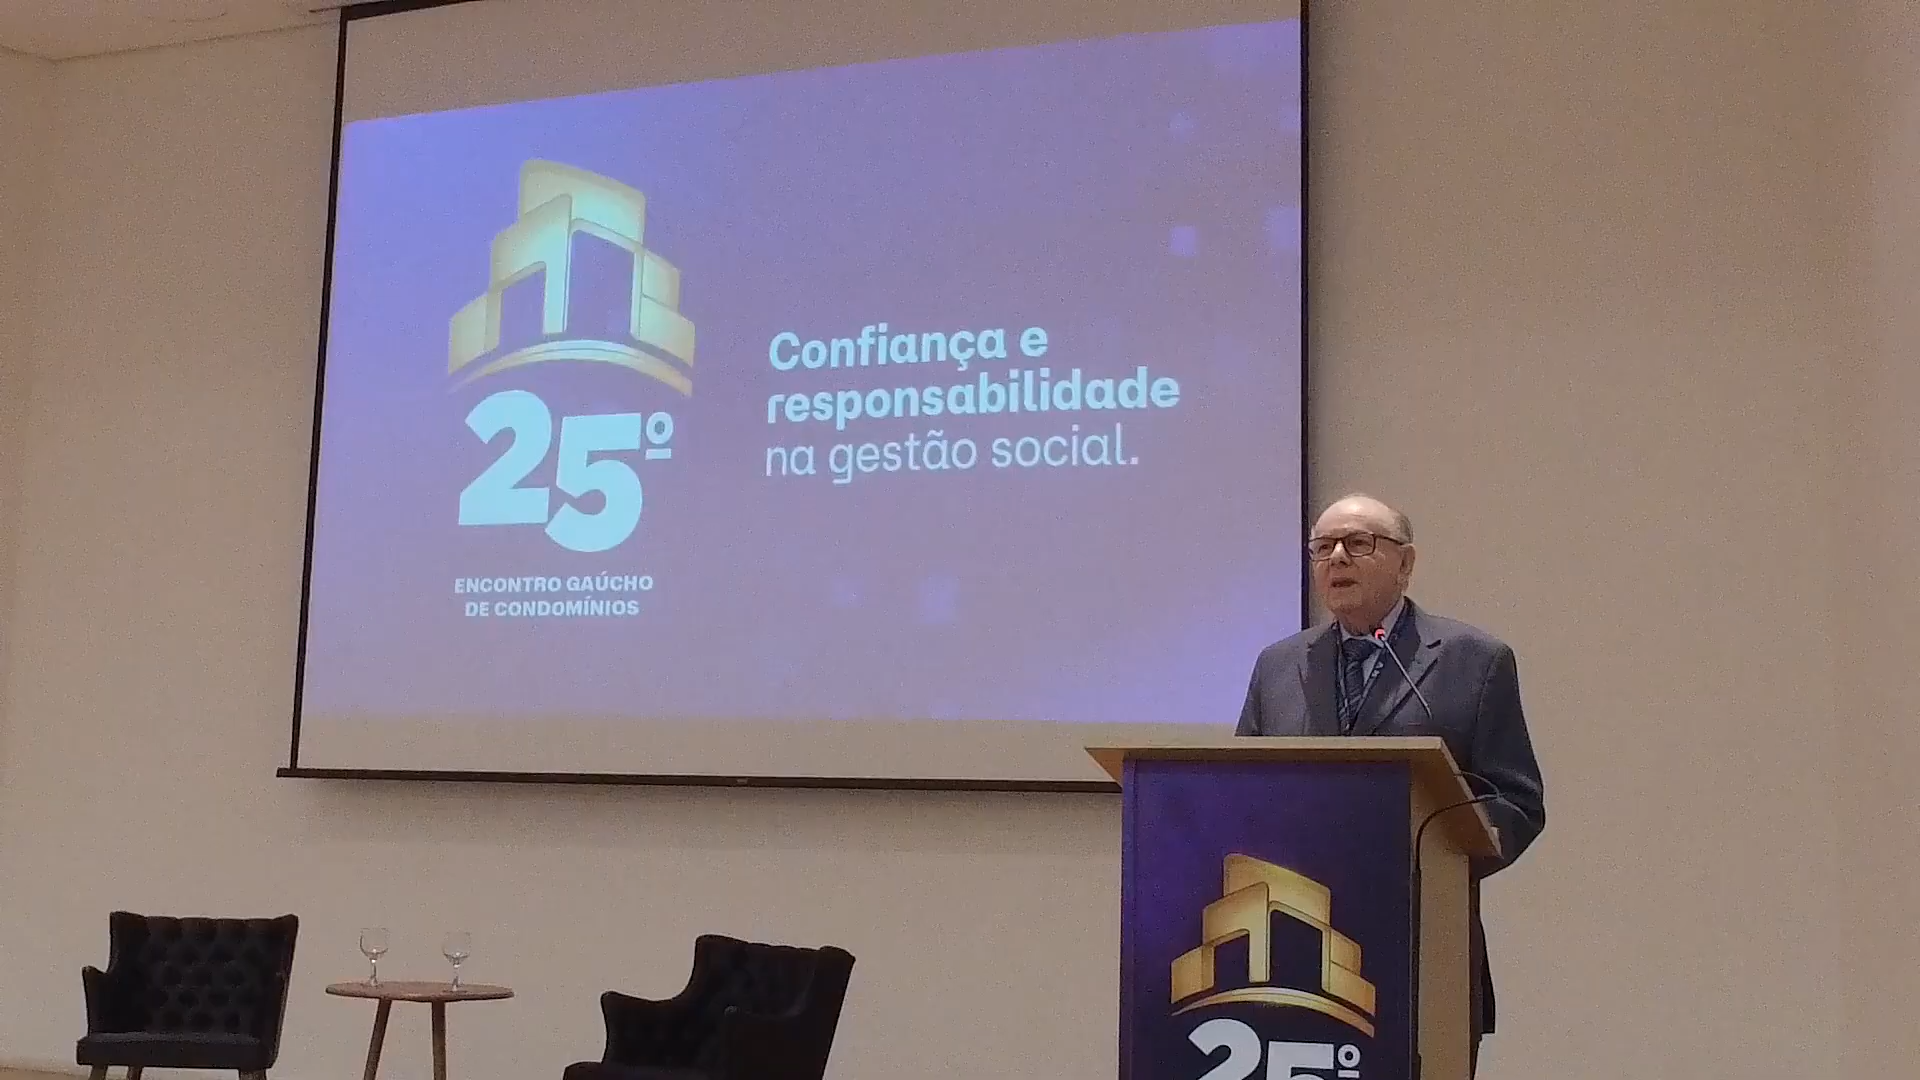 25º
ENCONTRO GAÚCHO
DE CONDOMÍNIOS
Confiança e
responsabilidade
na gestão social.
25º